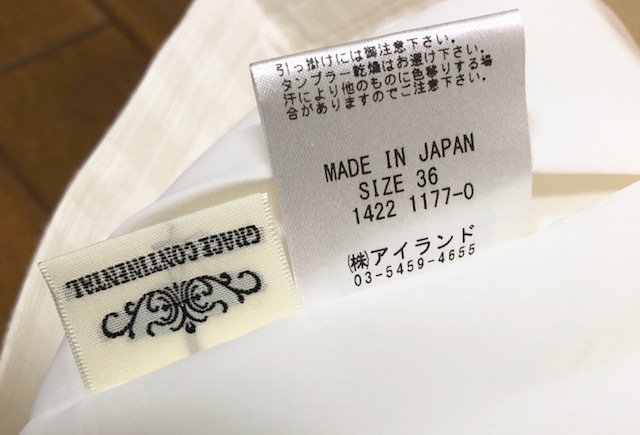 引っ掛けには御注意下さい。
タンブラー乾燥はお避け下さい。
汗により他のものに色移りする場
合がありますのでご注意下さい。
MADE IN JAPAN
SIZE 36
1422 1177-0
㈱アイランド
03-5459-4655
GRACE CONTINENTAL